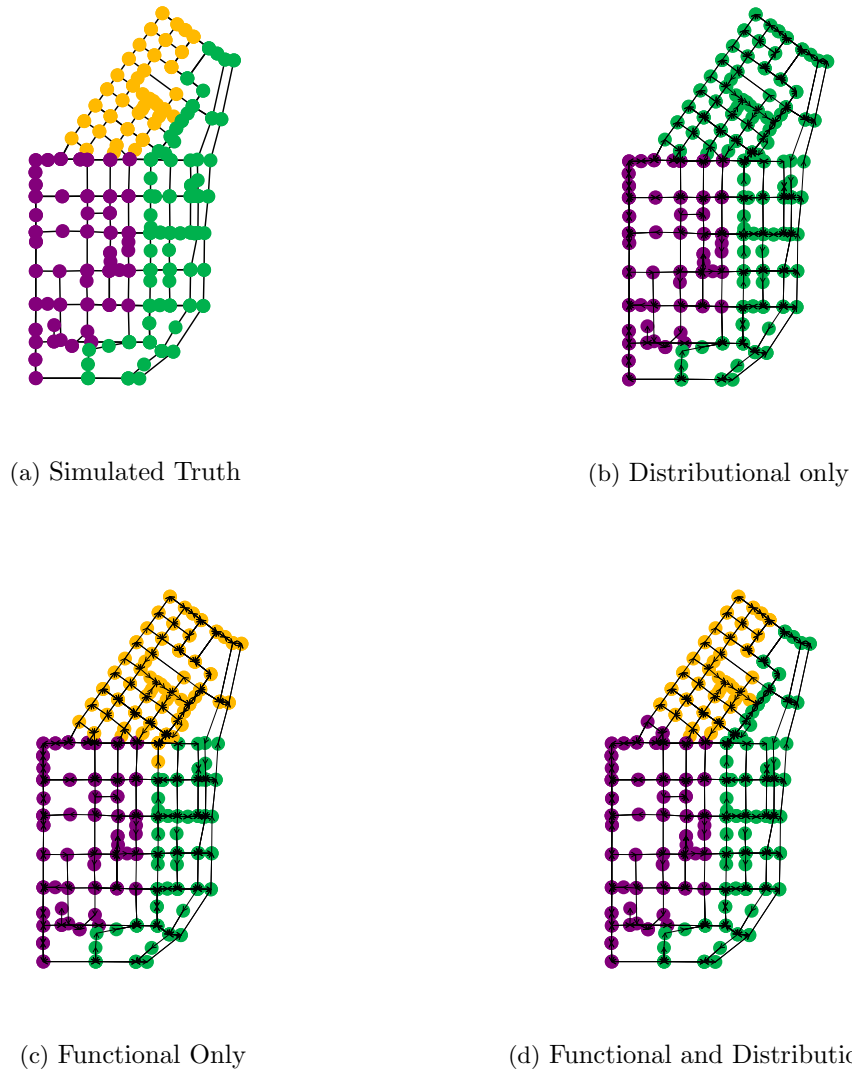 (a) Simulated Truth
(b) Distributional only
(c) Functional Only
(d) Functional and Distributio